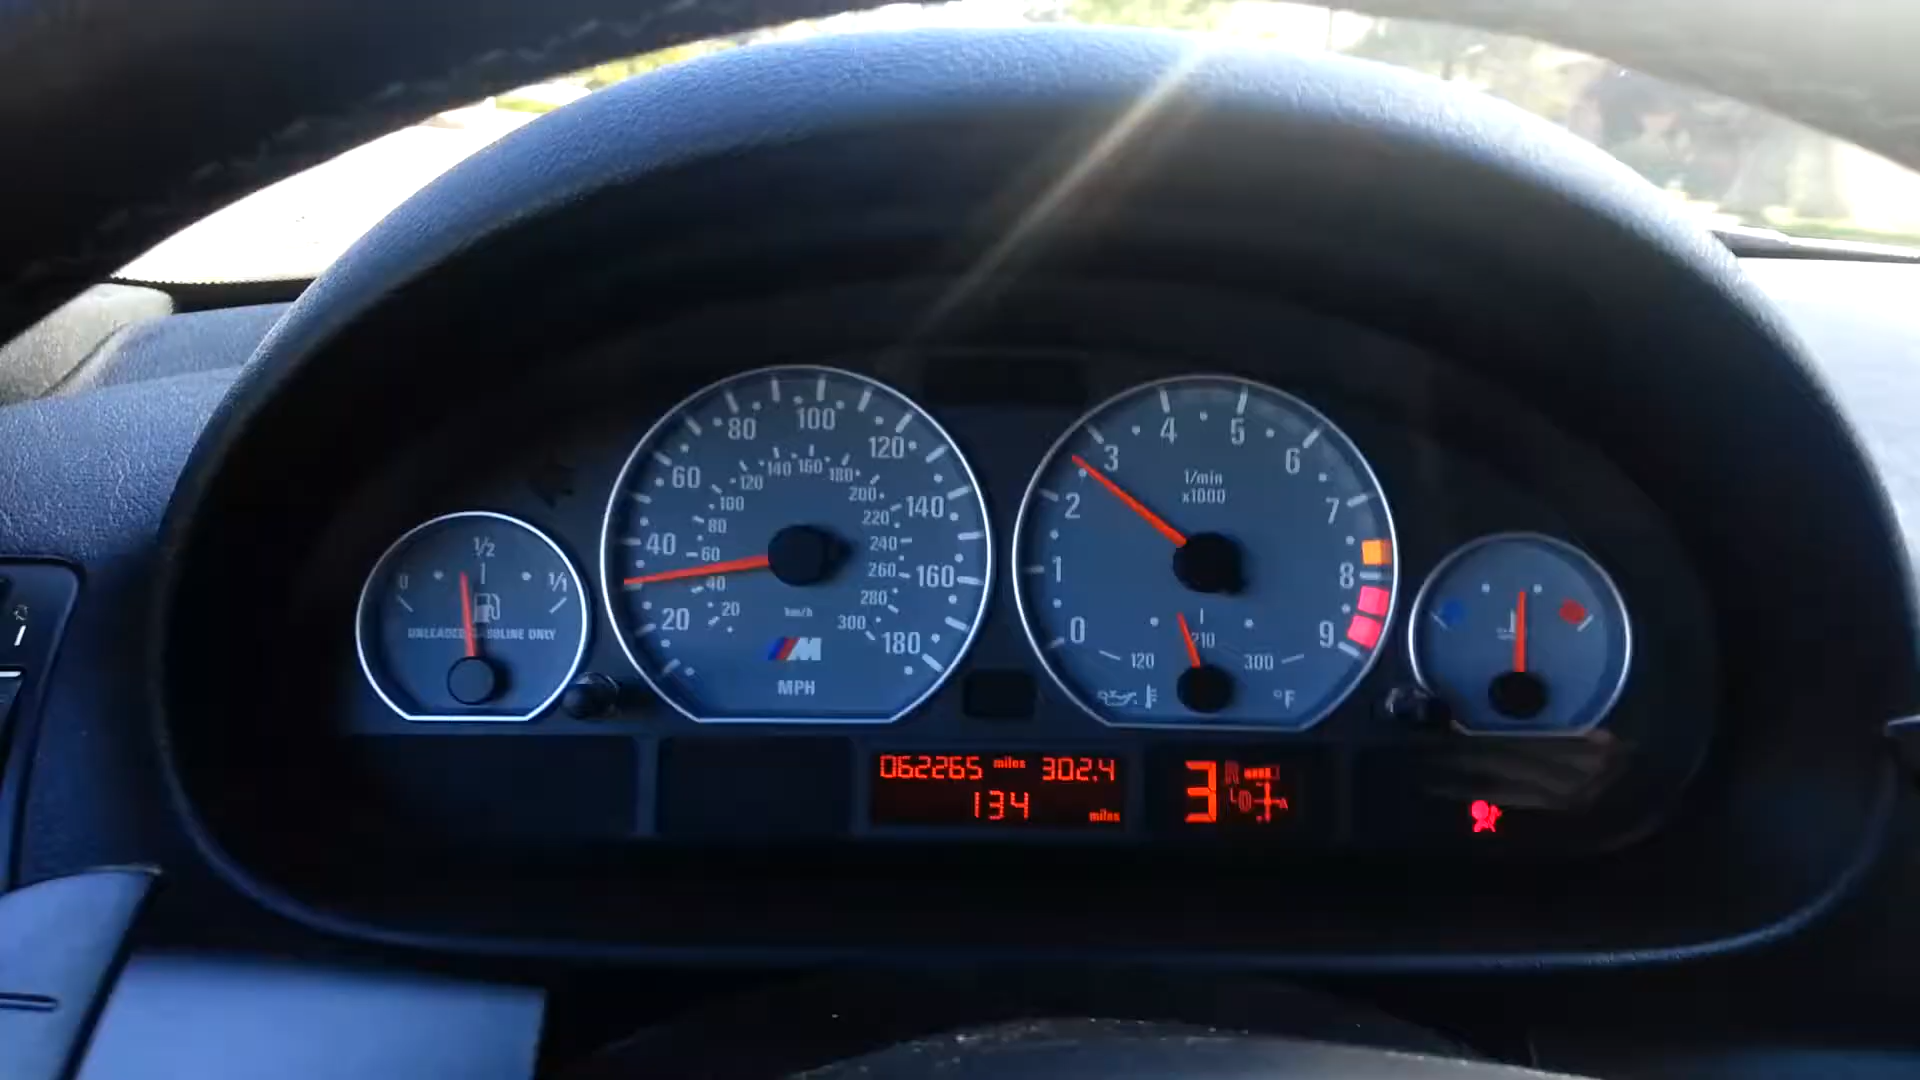 0 1/2 1/1
UNLEADED GASOLINE ONLY
20 40 60 80 100 120 140 160 180
20 40 60 80 100 120 140 160 180 200 220 240 260 280 300
km/h
M
MPH
0 1 2 3 4 5 6 7 8 9
1/min
x1000
120 210 300
°F
062265 miles 302.4
134 miles
3